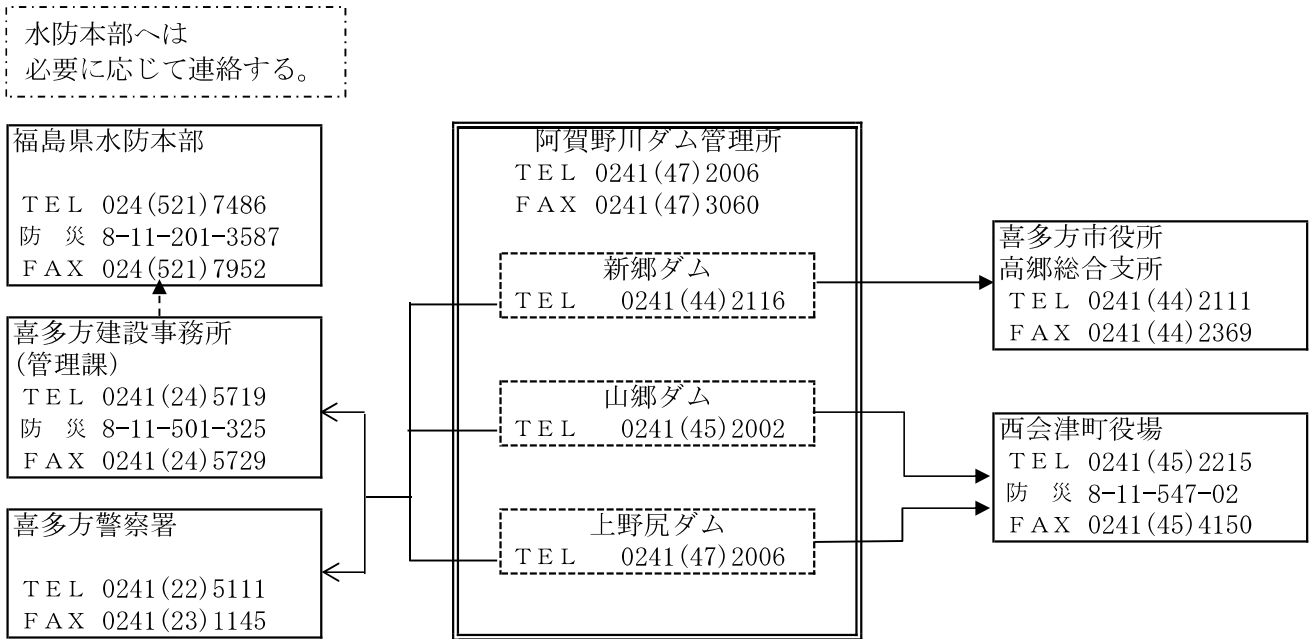 水防本部へは
必要に応じて連絡する。
福島県水防本部
ＴＥＬ 024(521)7486
防　災 8-11-201-3587
ＦＡＸ 024(521)7952
喜多方建設事務所
(管理課)
ＴＥＬ 0241(24)5719
防　災 8-11-501-325
ＦＡＸ 0241(24)5729
喜多方警察署
ＴＥＬ 0241(22)5111
ＦＡＸ 0241(23)1145
阿賀野川ダム管理所
ＴＥＬ 0241(47)2006
ＦＡＸ 0241(47)3060
新郷ダム
ＴＥＬ　0241(44)2116
山郷ダム
ＴＥＬ　0241(45)2002
上野尻ダム
ＴＥＬ　0241(47)2006
喜多方市役所
高郷総合支所
ＴＥＬ 0241(44)2111
ＦＡＸ 0241(44)2369
西会津町役場
ＴＥＬ 0241(45)2215
防　災 8-11-547-02
ＦＡＸ 0241(45)4150